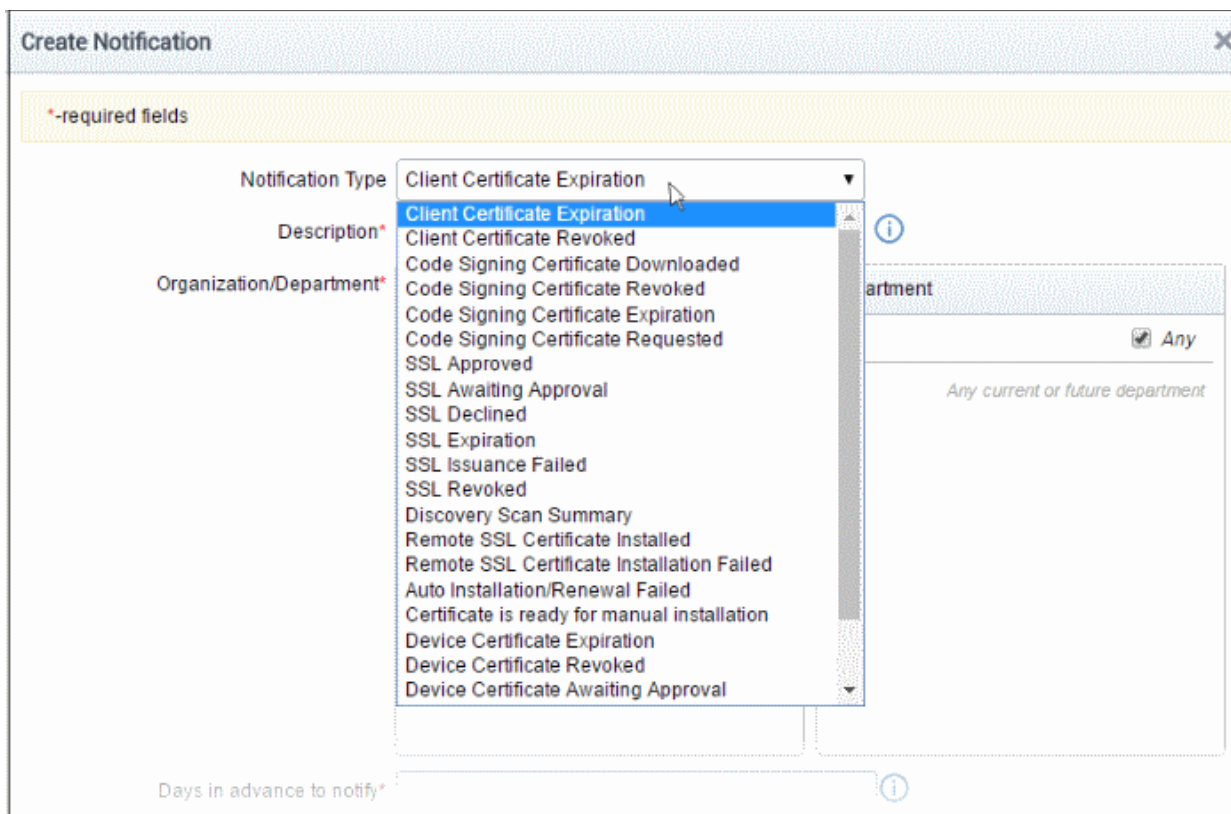 Create Notification
*-required fields
Notification Type Client Certificate Expiration
Client Certificate Expiration
Description*
Client Certificate Revoked
Code Signing Certificate Downloaded
Organization/Department*
Code Signing Certificate Revoked
artment
Code Signing Certificate Expiration
Code Signing Certificate Requested
Any
SSL Approved
SSL Awaiting Approval
Any current or future department
SSL Declined
SSL Expiration
SSL Issuance Failed
SSL Revoked
Discovery Scan Summary
Remote SSL Certificate Installed
Remote SSL Certificate Installation Failed
Auto Installation/Renewal Failed
Certificate is ready for manual installation
Device Certificate Expiration
Device Certificate Revoked
Device Certificate Awaiting Approval
Days in advance to notify*